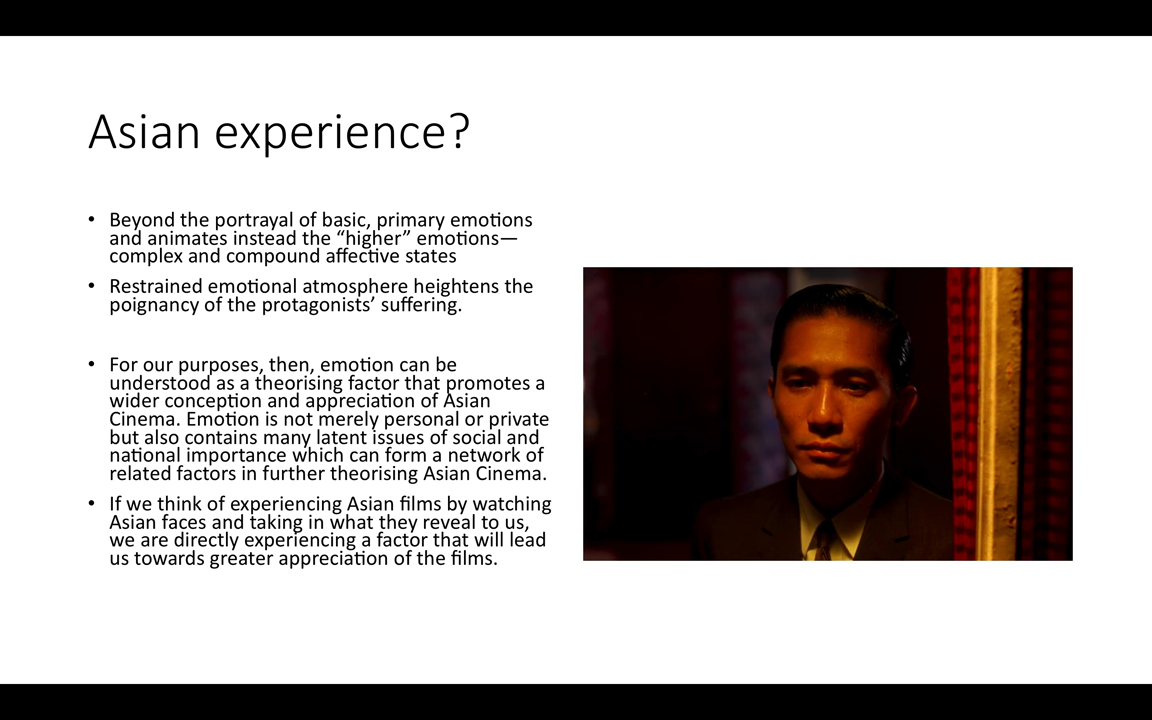 Asian experience?
• Beyond the portrayal of basic, primary emotions
and animates instead the “higher” emotions—
complex and compound affective states
• Restrained emotional atmosphere heightens the
poignancy of the protagonists’ suffering.
• For our purposes, then, emotion can be
understood as a theorising factor that promotes a
wider conception and appreciation of Asian
Cinema. Emotion is not merely personal or private
but also contains many latent issues of social and
national importance which can form a network of
related factors in further theorising Asian Cinema.
• If we think of experiencing Asian films by watching
Asian faces and taking in what they reveal to us,
we are directly experiencing a factor that will lead
us towards greater appreciation of the films.